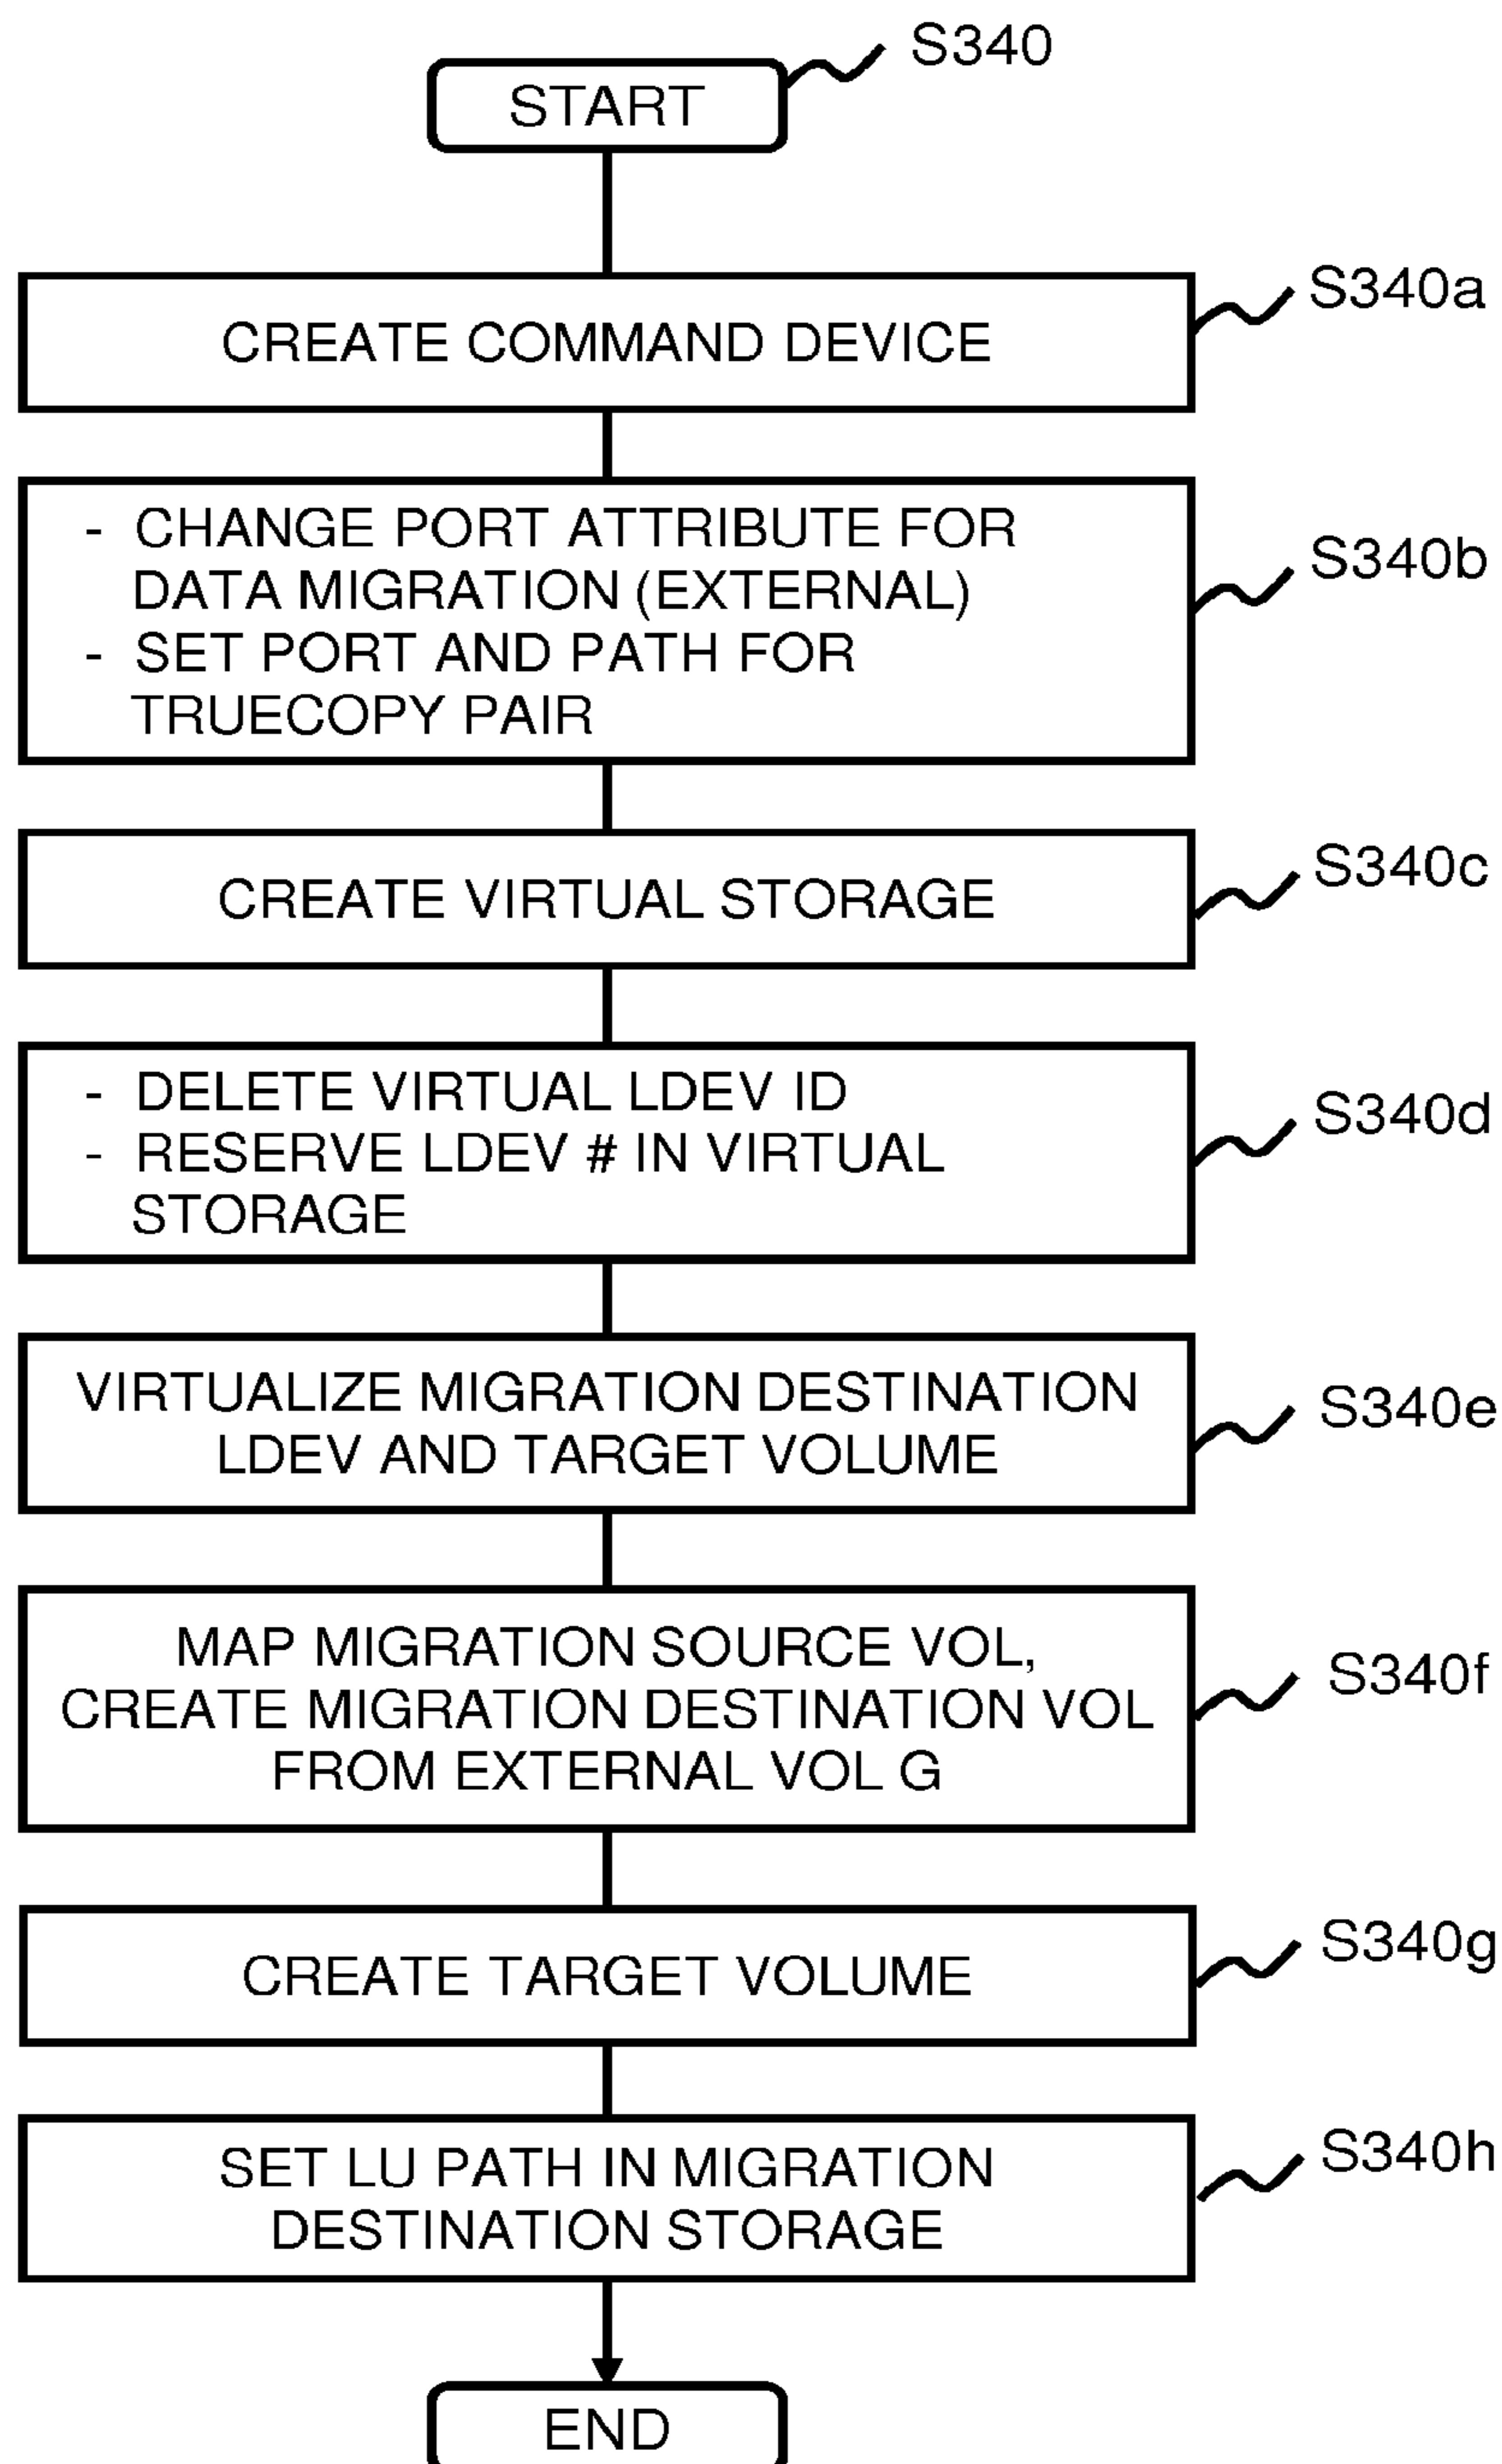 S340
START
S340a
CREATE COMMAND DEVICE
S340b
- CHANGE PORT ATTRIBUTE FOR
DATA MIGRATION (EXTERNAL)
- SET PORT AND PATH FOR
TRUECOPY PAIR
S340c
CREATE VIRTUAL STORAGE
S340d
- DELETE VIRTUAL LDEV ID
- RESERVE LDEV # IN VIRTUAL
STORAGE
S340e
VIRTUALIZE MIGRATION DESTINATION
LDEV AND TARGET VOLUME
S340f
MAP MIGRATION SOURCE VOL,
CREATE MIGRATION DESTINATION VOL
FROM EXTERNAL VOL G
S340g
CREATE TARGET VOLUME
S340h
SET LU PATH IN MIGRATION
DESTINATION STORAGE
END